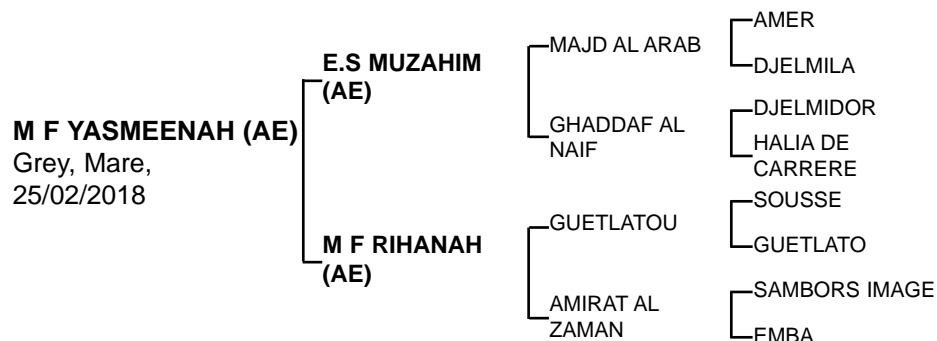 M F YASMEENAH (AE)
Grey, Mare,
25/02/2018
E.S MUZAHIM
(AE)
M F RIHANAH
(AE)
MAJD AL ARAB
GHADDAF AL
NAIF
GUETLATOU
AMIRAT AL
ZAMAN
AMER
DJELMILA
DJELMIDOR
HALIA DE
CARRERE
SOUSSE
GUETLATO
SAMBORS IMAGE
EMBA